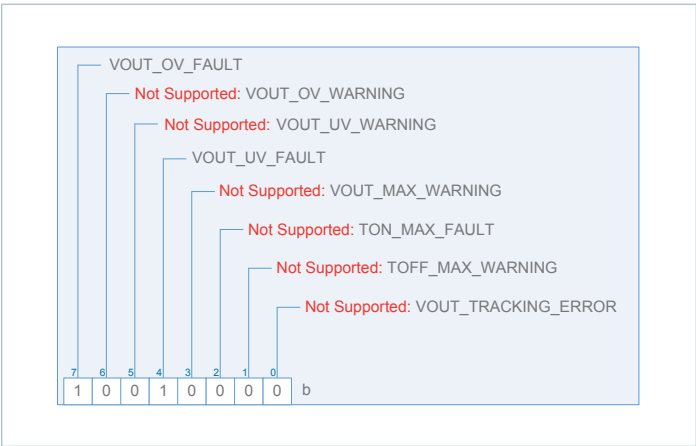 VOUT_OV_FAULT
Not Supported: VOUT_OV_WARNING
Not Supported: VOUT_UV_WARNING
VOUT_UV_FAULT
Not Supported: VOUT_MAX_WARNING
Not Supported: TON_MAX_FAULT
Not Supported: TOFF_MAX_WARNING
Not Supported: VOUT_TRACKING_ERROR
7 6 5 4 3 2 1 0
1 0 0 1 0 0 0 0 b